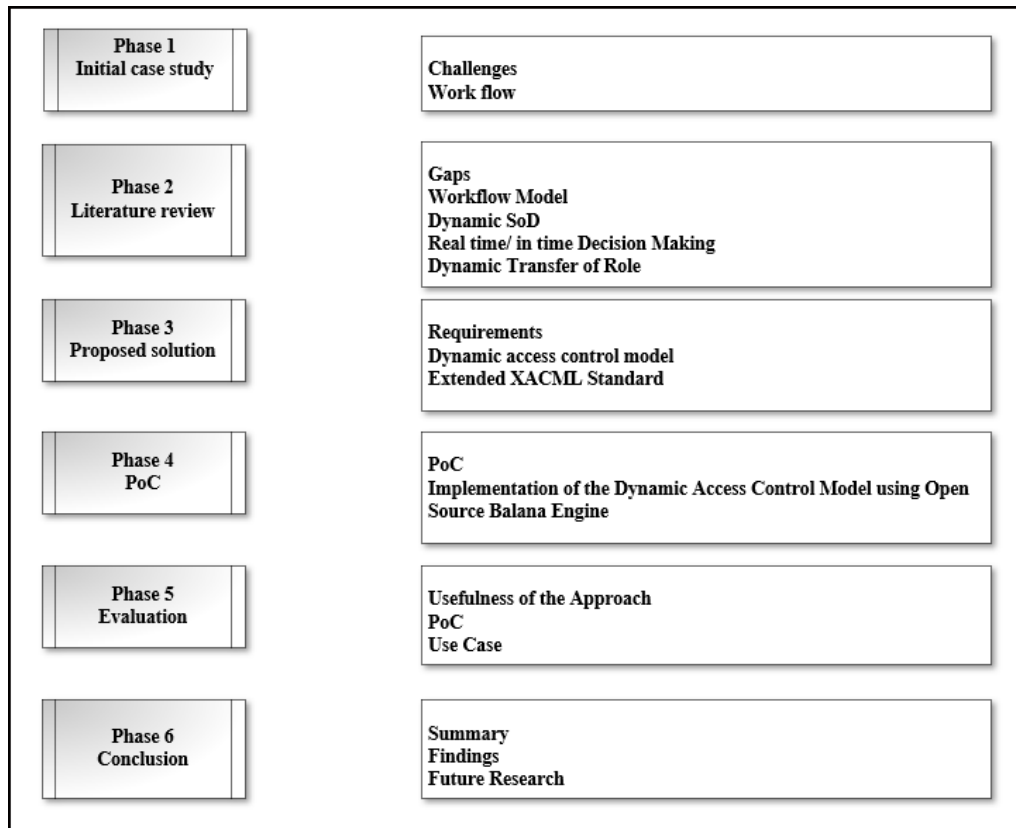 Phase 1
Initial case study
Challenges
Work flow
Phase 2
Literature review
Gaps
Workflow Model
Dynamic SoD
Real time/ in time Decision Making
Dynamic Transfer of Role
Phase 3
Proposed solution
Requirements
Dynamic access control model
Extended XACML Standard
Phase 4
PoC
PoC
Implementation of the Dynamic Access Control Model using Open
Source Balana Engine
Phase 5
Evaluation
Usefulness of the Approach
PoC
Use Case
Phase 6
Conclusion
Summary
Findings
Future Research